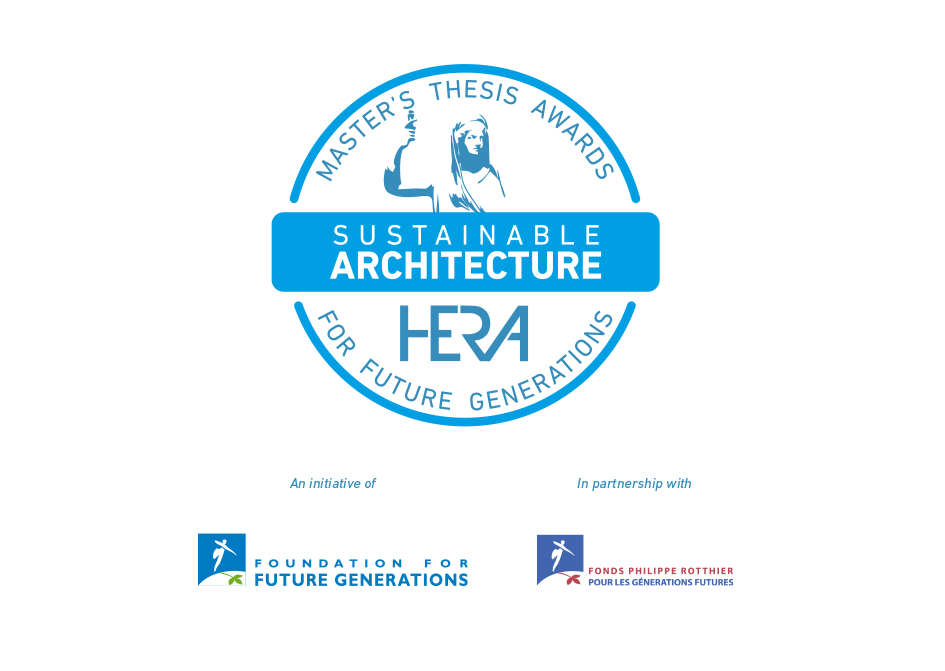 MASTER'S THESIS AWARDS
SUSTAINABLE
ARCHITECTURE
HERA
FOR FUTURE GENERATIONS
An initiative of
In partnership with
FOUNDATION FOR
FUTURE GENERATIONS
FONDS PHILIPPE ROTTHIER
POUR LES GÉNERATIONS FUTURES